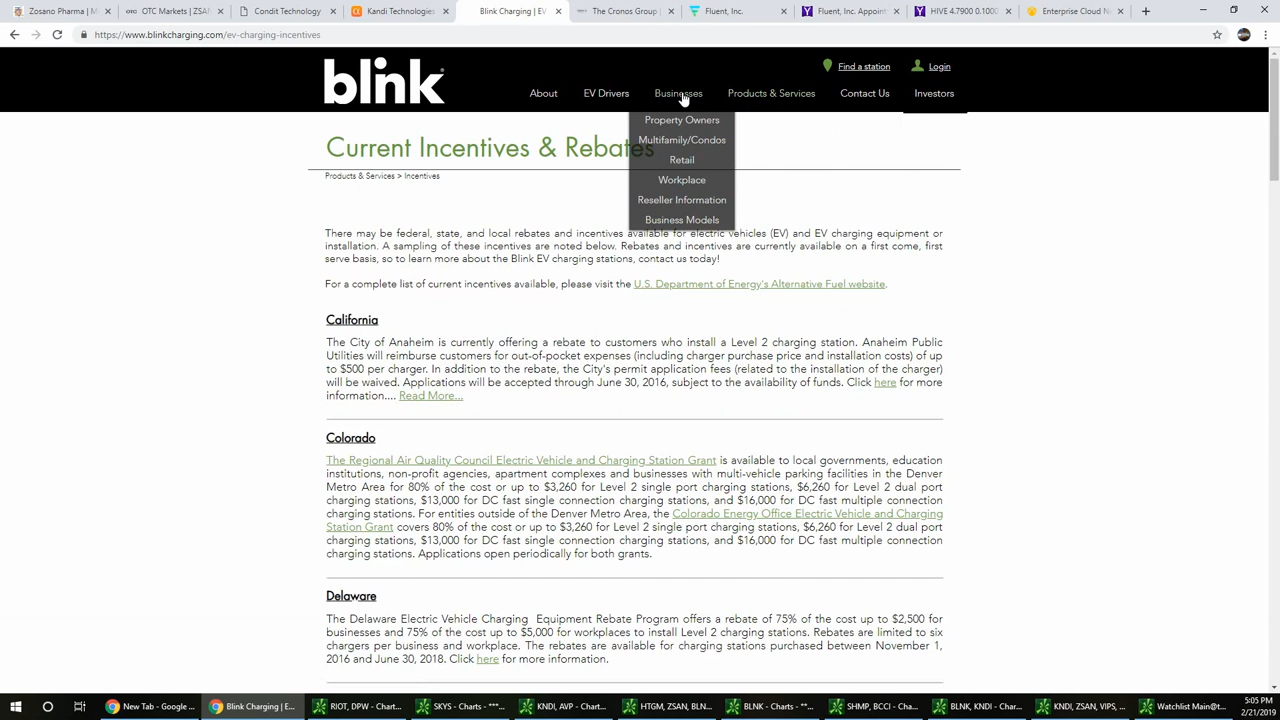 Zosano Pharma | M
OTC Markets | ZSAN
Condit Technology
Kandi Technologies
Blink Charging | EV
The Cronos Group |
Fluent, Inc.
Fluent, Inc. Appoint
HIVE 4.7900 0.1000
Enterprise Cloud Ne
https://www.blinkcharging.com/ev-charging-incentives
blink
Find a station
Login
About
EV Drivers
Businesses
Products & Services
Contact Us
Investors
Property Owners
Multifamily/Condos
Retail
Workplace
Reseller Information
Business Models
Current Incentives & Rebates
Products & Services > Incentives
There may be federal, state, and local rebates and incentives available for electric vehicles (EV) and EV charging equipment or
installation. A sampling of these incentives are noted below. Rebates and incentives are currently available on a first come, first
serve basis, so to learn more about the Blink EV charging stations, contact us today!
For a complete list of current incentives available, please visit the U.S. Department of Energy's Alternative Fuel website.
California
The City of Anaheim is currently offering a rebate to customers who install a Level 2 charging station. Anaheim Public
Utilities will reimburse customers for out-of-pocket expenses (including charger purchase price and installation costs) of up
to $500 per charger. In addition to the rebate, the City's permit application fees (related to the installation of the charger)
will be waived. Applications will be accepted through June 30, 2016, subject to the availability of funds. Click here for more
information.... Read More...
Colorado
The Regional Air Quality Council Electric Vehicle and Charging Station Grant is available to local governments, education
institutions, non-profit agencies, apartment complexes and businesses with multi-vehicle parking facilities in the Denver
Metro Area for 80% of the cost or up to $3,260 for Level 2 single port charging stations, $6,260 for Level 2 dual port
charging stations, $13,000 for DC fast single connection charging stations, and $16,000 for DC fast multiple connection
charging stations. For entities outside of the Denver Metro Area, the Colorado Energy Office Electric Vehicle and Charging
Station Grant covers 80% of the cost or up to $3,260 for Level 2 single port charging stations, $6,260 for Level 2 dual port
charging stations, $13,000 for DC fast single connection charging stations, and $16,000 for DC fast multiple connection
charging stations. Applications open periodically for both grants.
Delaware
The Delaware Electric Vehicle Charging Equipment Rebate Program offers a rebate of 75% of the cost up to $2,500 for
businesses and 75% of the cost up to $5,000 for workplaces to install Level 2 charging stations. Rebates are limited to six
chargers per business and workplace. The rebates are available for charging stations purchased between November 1,
2016 and June 30, 2018. Click here for more information.
New Tab - Google ...
Blink Charging | E...
RIOT, DPW - Chart...
SKYS - Charts - ***...
KNDI, AVP - Chart...
HTGM, ZSAN, BLN...
BLNK - Charts - **...
SHMP, BCCI - Chart...
BLNK, KNDI - Char...
KNDI, ZSAN, VIPS, ...
Watchlist Main@t...
5:05 PM
2/21/2019